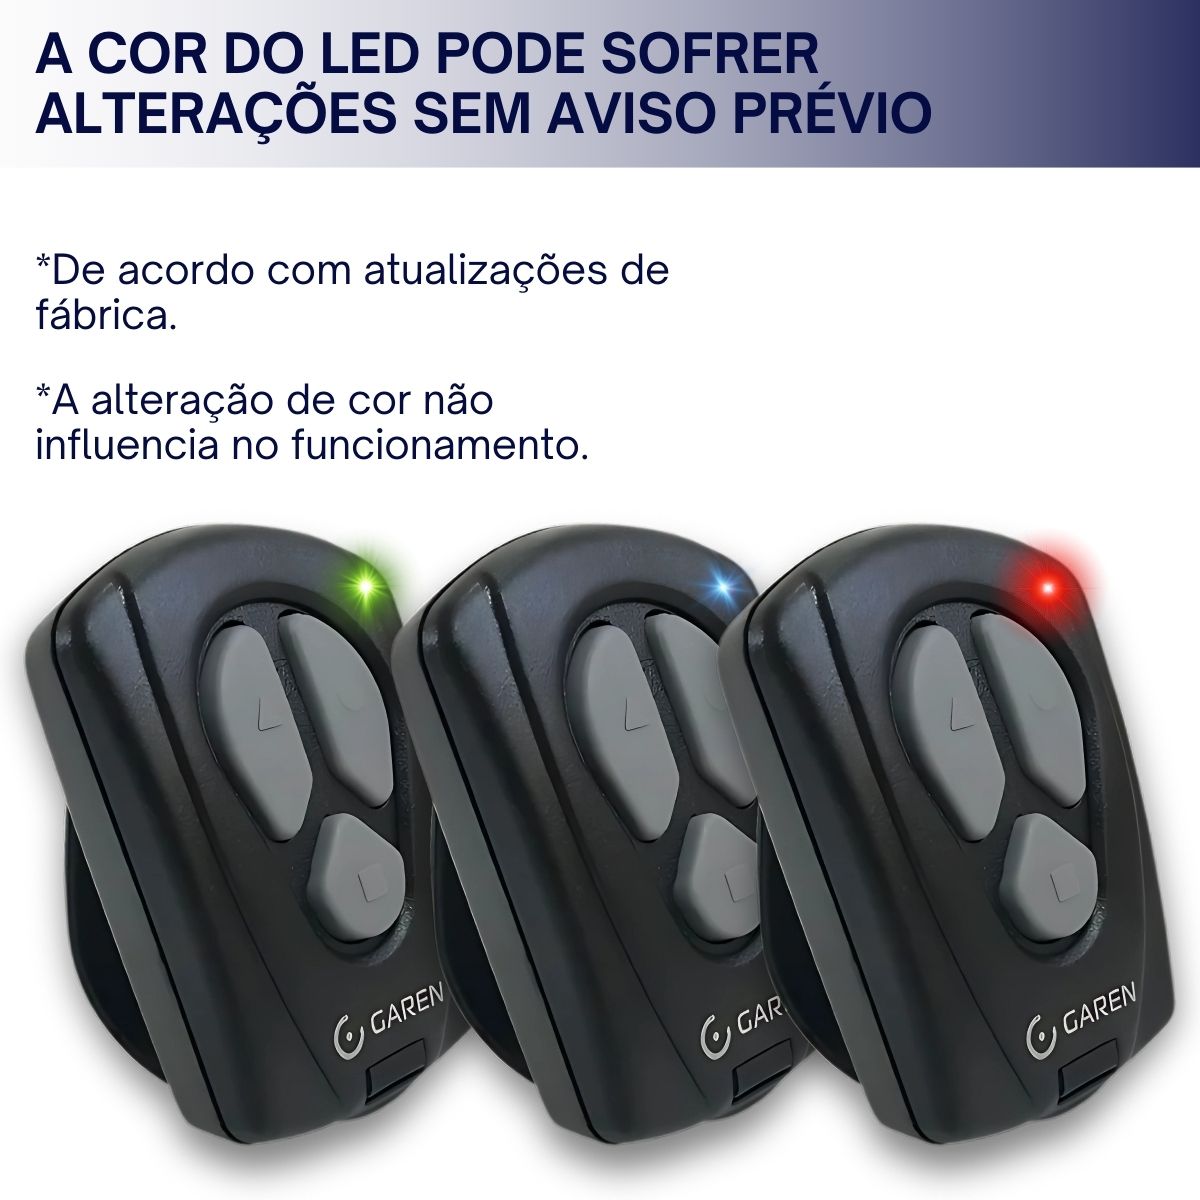 A COR DO LED PODE SOFRER
ALTERAÇÕES SEM AVISO PRÉVIO
*De acordo com atualizações de
fábrica.
*A alteração de cor não
influencia no funcionamento.
GAREN
GAR
GAREN